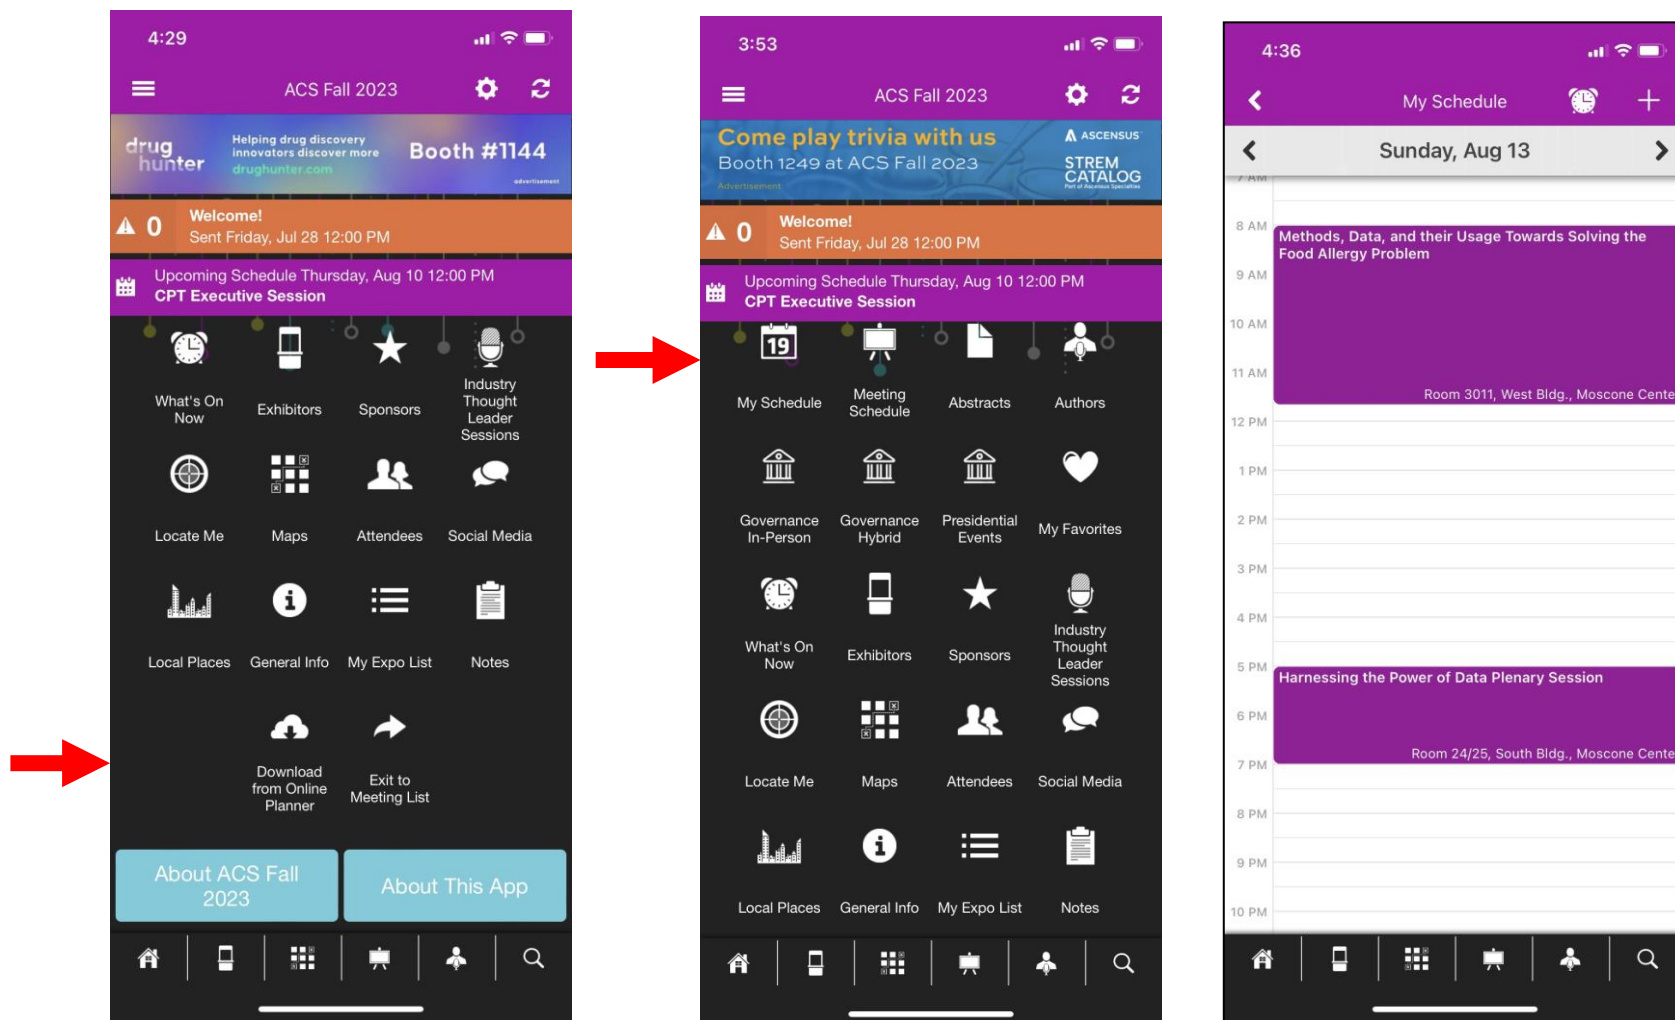 4:29
ACS Fall 2023
drug
hunter
Helping drug discovery
innovators discover more
drughunter.com
Booth #1144
advertisement
0
Welcome!
Sent Friday, Jul 28 12:00 PM
Upcoming Schedule Thursday, Aug 10 12:00 PM
CPT Executive Session
What's On
Now
Exhibitors
Sponsors
Industry
Thought
Leader
Sessions
Locate Me
Maps
Attendees
Social Media
Local Places
General Info
My Expo List
Notes
Download
from Online
Planner
Exit to
Meeting List
About ACS Fall
2023
About This App
3:53
ACS Fall 2023
Come play trivia with us
Booth 1249 at ACS Fall 2023
Advertisement
ASCENSUS
STREM
CATALOG
Part of Ascensus Specialties
0
Welcome!
Sent Friday, Jul 28 12:00 PM
Upcoming Schedule Thursday, Aug 10 12:00 PM
CPT Executive Session
19
My Schedule
Meeting
Schedule
Abstracts
Authors
Governance
In-Person
Governance
Hybrid
Presidential
Events
My Favorites
What's On
Now
Exhibitors
Sponsors
Industry
Thought
Leader
Sessions
Locate Me
Maps
Attendees
Social Media
Local Places
General Info
My Expo List
Notes
4:36
My Schedule
Sunday, Aug 13
7 AM
8 AM
Methods, Data, and their Usage Towards Solving the
Food Allergy Problem
9 AM
10 AM
11 AM
Room 3011, West Bldg., Moscone Cente
12 PM
1 PM
2 PM
3 PM
4 PM
5 PM
Harnessing the Power of Data Plenary Session
6 PM
Room 24/25, South Bldg., Moscone Cente
7 PM
8 PM
9 PM
10 PM